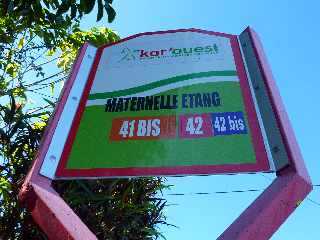 kar'ouest
MATERNELLE ETANG
41 BIS 42 42 bis